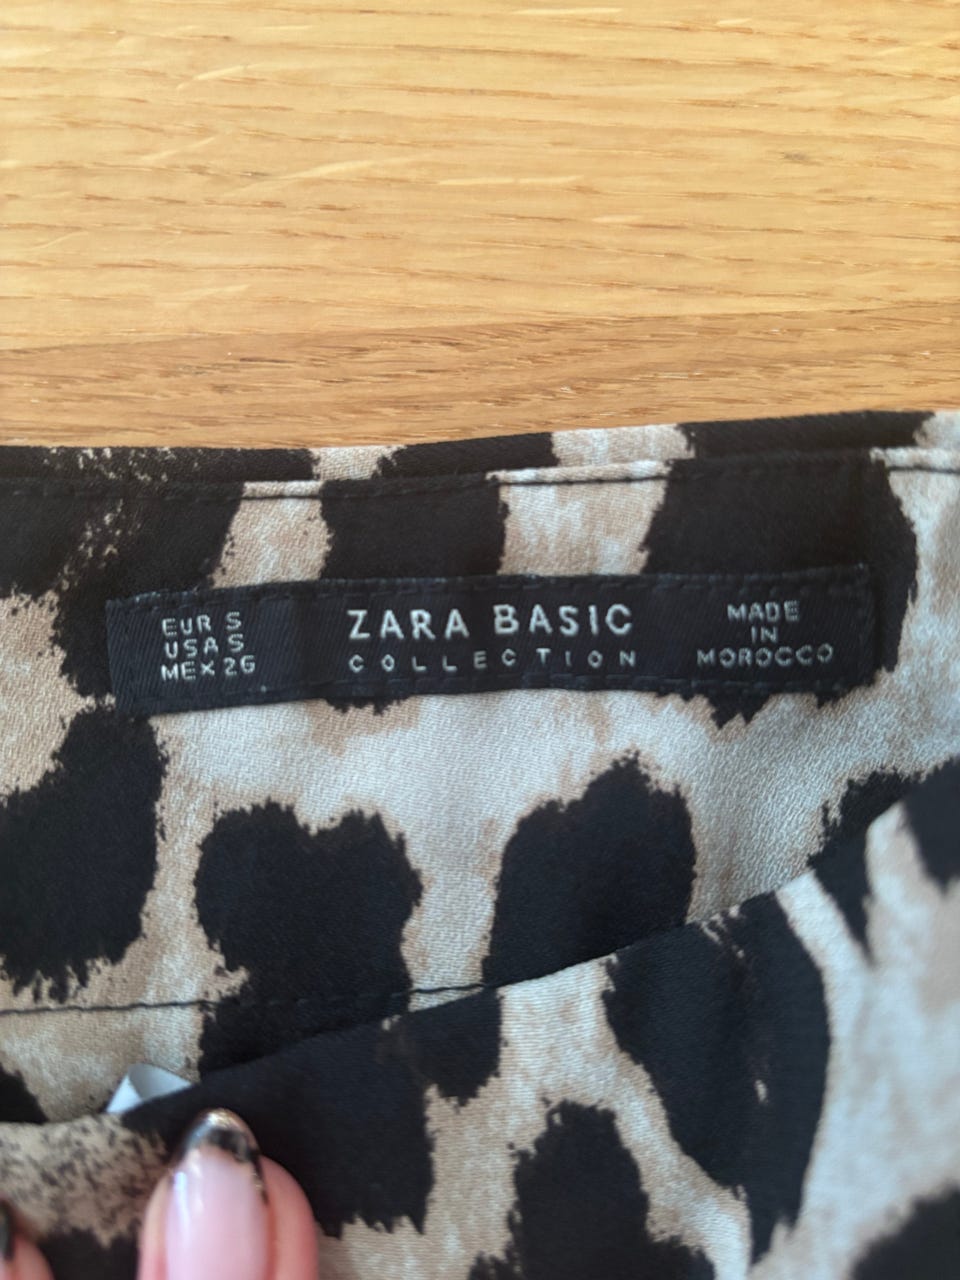 EUR S
USA S
MEX 26
ZARA BASIC
COLLECTION
MADE
IN
MOROCCO